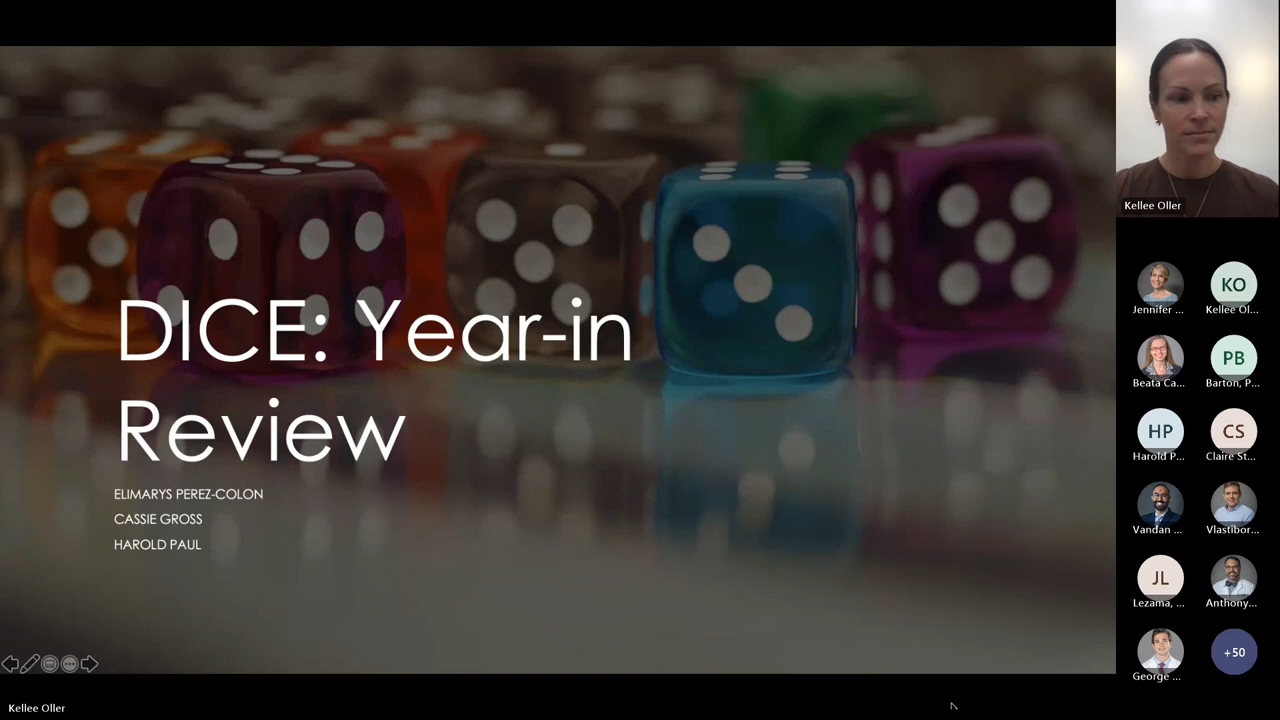 DICE: Year-in
Review
ELIMARYS PEREZ-COLON
CASSIE GROSS
HAROLD PAUL
Kellee Oller
Jennifer ...
KO
Kellee Ol...
Beata Ca...
PB
Barton, P...
HP
Harold P...
CS
Claire St...
Vandan ...
Vlastibor...
JL
Lezama, ...
Anthony...
George ...
+50
Kellee Oller